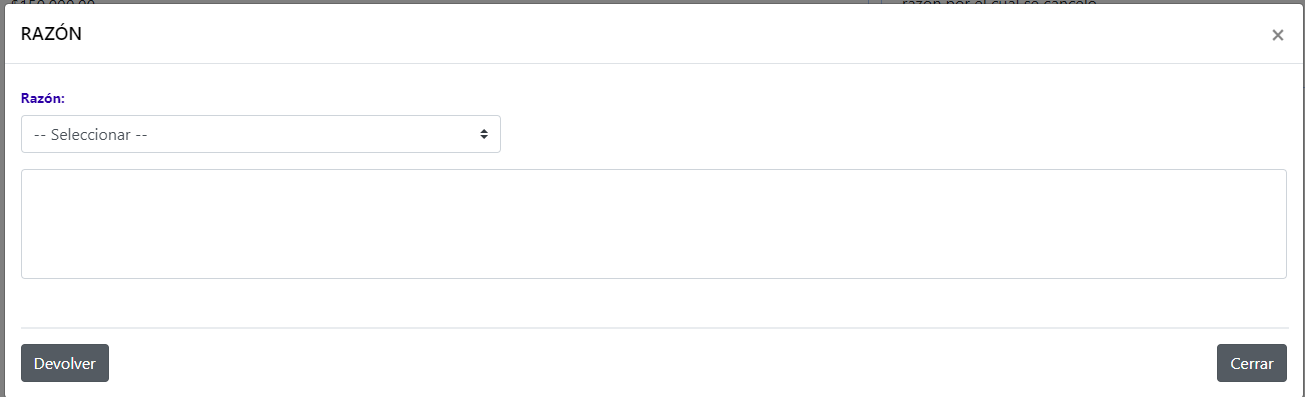 RAZÓN
×
Razón:
-- Seleccionar --
Devolver
Cerrar